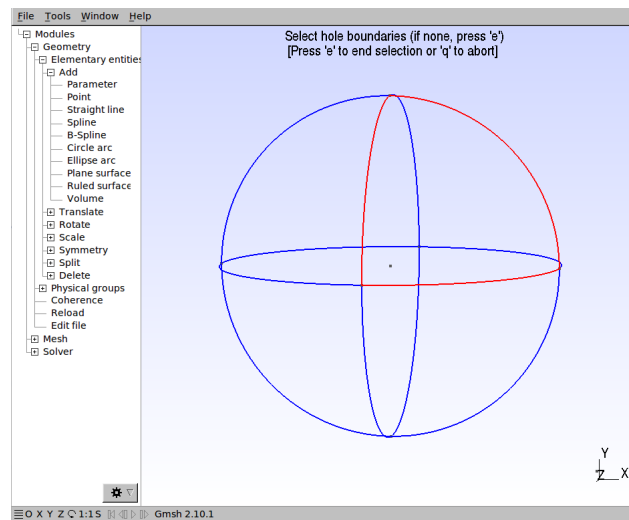 File Tools Window Help
Modules
Geometry
Elementary entities
Add
Parameter
Point
Straight line
Spline
B-Spline
Circle arc
Ellipse arc
Plane surface
Ruled surface
Volume
Translate
Rotate
Scale
Symmetry
Split
Delete
Physical groups
Coherence
Reload
Edit file
Mesh
Solver
Select hole boundaries (if none, press 'e')
[Press 'e' to end selection or 'q' to abort]
Y
Z X
O X Y Z 1:1 S Gmsh 2.10.1